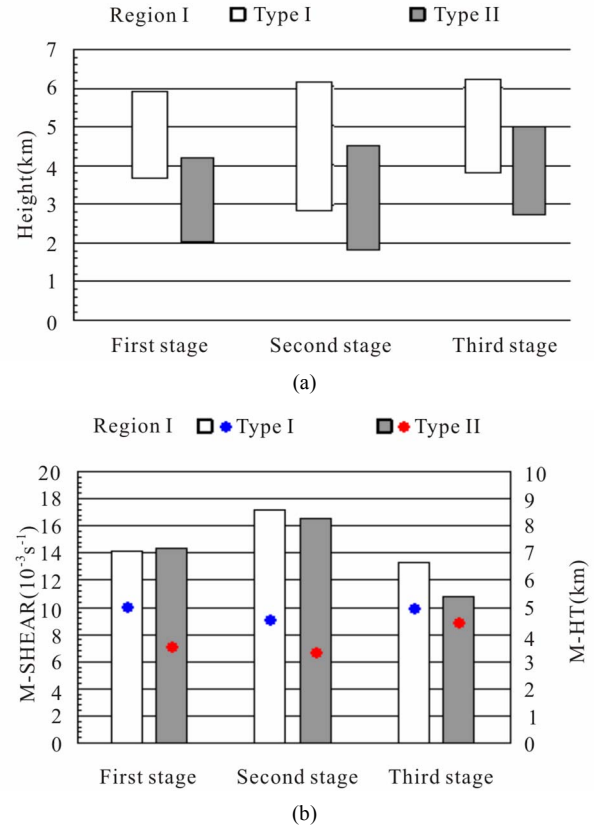 Region I Type I Type II
7
6
5
4
3
2
1
0
Height(km)
First stage Second stage Third stage
(a)
Region I Type I Type II
20 10
18 9
16 8
14 7
12 6
10 5
8 4
6 3
4 2
2 1
0 0
M-SHEAR(10⁻³s⁻¹)
M-HT(km)
First stage Second stage Third stage
(b)